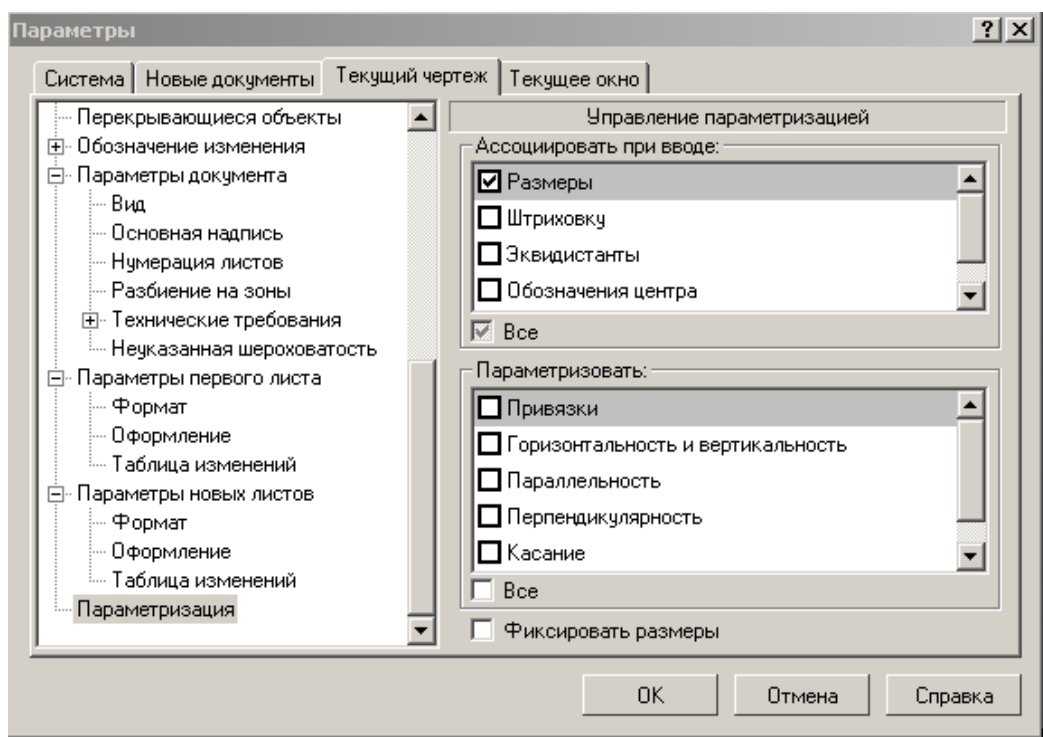 Параметры
Система
Новые документы
Текущий чертеж
Текущее окно
Перекрывающиеся объекты
Обозначение изменения
Параметры документа
Вид
Основная надпись
Нумерация листов
Разбиение на зоны
Технические требования
Неуказанная шероховатость
Параметры первого листа
Формат
Оформление
Таблица изменений
Параметры новых листов
Формат
Оформление
Таблица изменений
Параметризация
Управление параметризацией
Ассоциировать при вводе:
Размеры
Штриховку
Эквидистанты
Обозначения центра
Все
Параметризовать:
Привязки
Горизонтальность и вертикальность
Параллельность
Перпендикулярность
Касание
Все
Фиксировать размеры
OK
Отмена
Справка